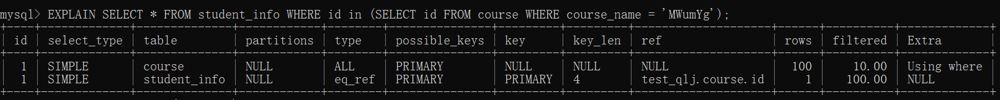 mysql> EXPLAIN SELECT * FROM student_info WHERE id in (SELECT id FROM course WHERE course_name = 'MWumYg');
+----+-------------+--------------+------------+--------+---------------+---------+---------+--------------------+------+----------+-------------+
| id | select_type | table | partitions | type | possible_keys | key | key_len | ref | rows | filtered | Extra |
+----+-------------+--------------+------------+--------+---------------+---------+---------+--------------------+------+----------+-------------+
| 1 | SIMPLE | course | NULL | ALL | PRIMARY | NULL | NULL | NULL | 100 | 10.00 | Using where |
| 1 | SIMPLE | student_info | NULL | eq_ref | PRIMARY | PRIMARY | 4 | test_qlj.course.id | 1 | 100.00 | NULL |
+----+-------------+--------------+------------+--------+---------------+---------+---------+--------------------+------+----------+-------------+